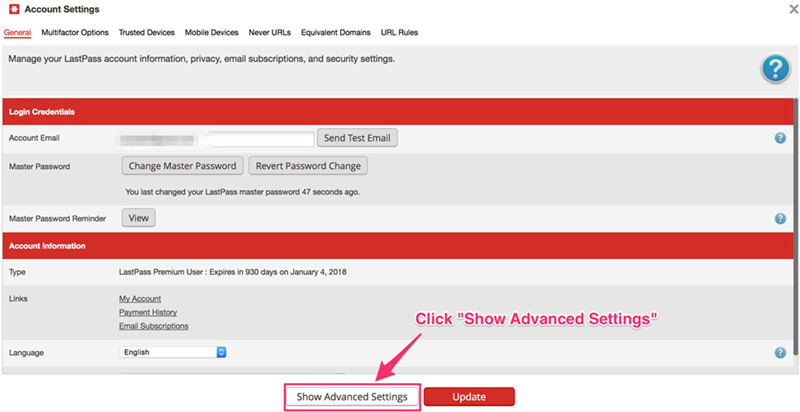 Account Settings
General Multifactor Options Trusted Devices Mobile Devices Never URLs Equivalent Domains URL Rules
Manage your LastPass account information, privacy, email subscriptions, and security settings.
?
Login Credentials
Account Email Send Test Email ?
Master Password Change Master Password Revert Password Change
You last changed your LastPass master password 47 seconds ago.
Master Password Reminder View ?
Account Information
Type LastPass Premium User : Expires in 930 days on January 4, 2018
Links My Account
Payment History
Email Subscriptions
Click "Show Advanced Settings"
Language English ?
Show Advanced Settings Update